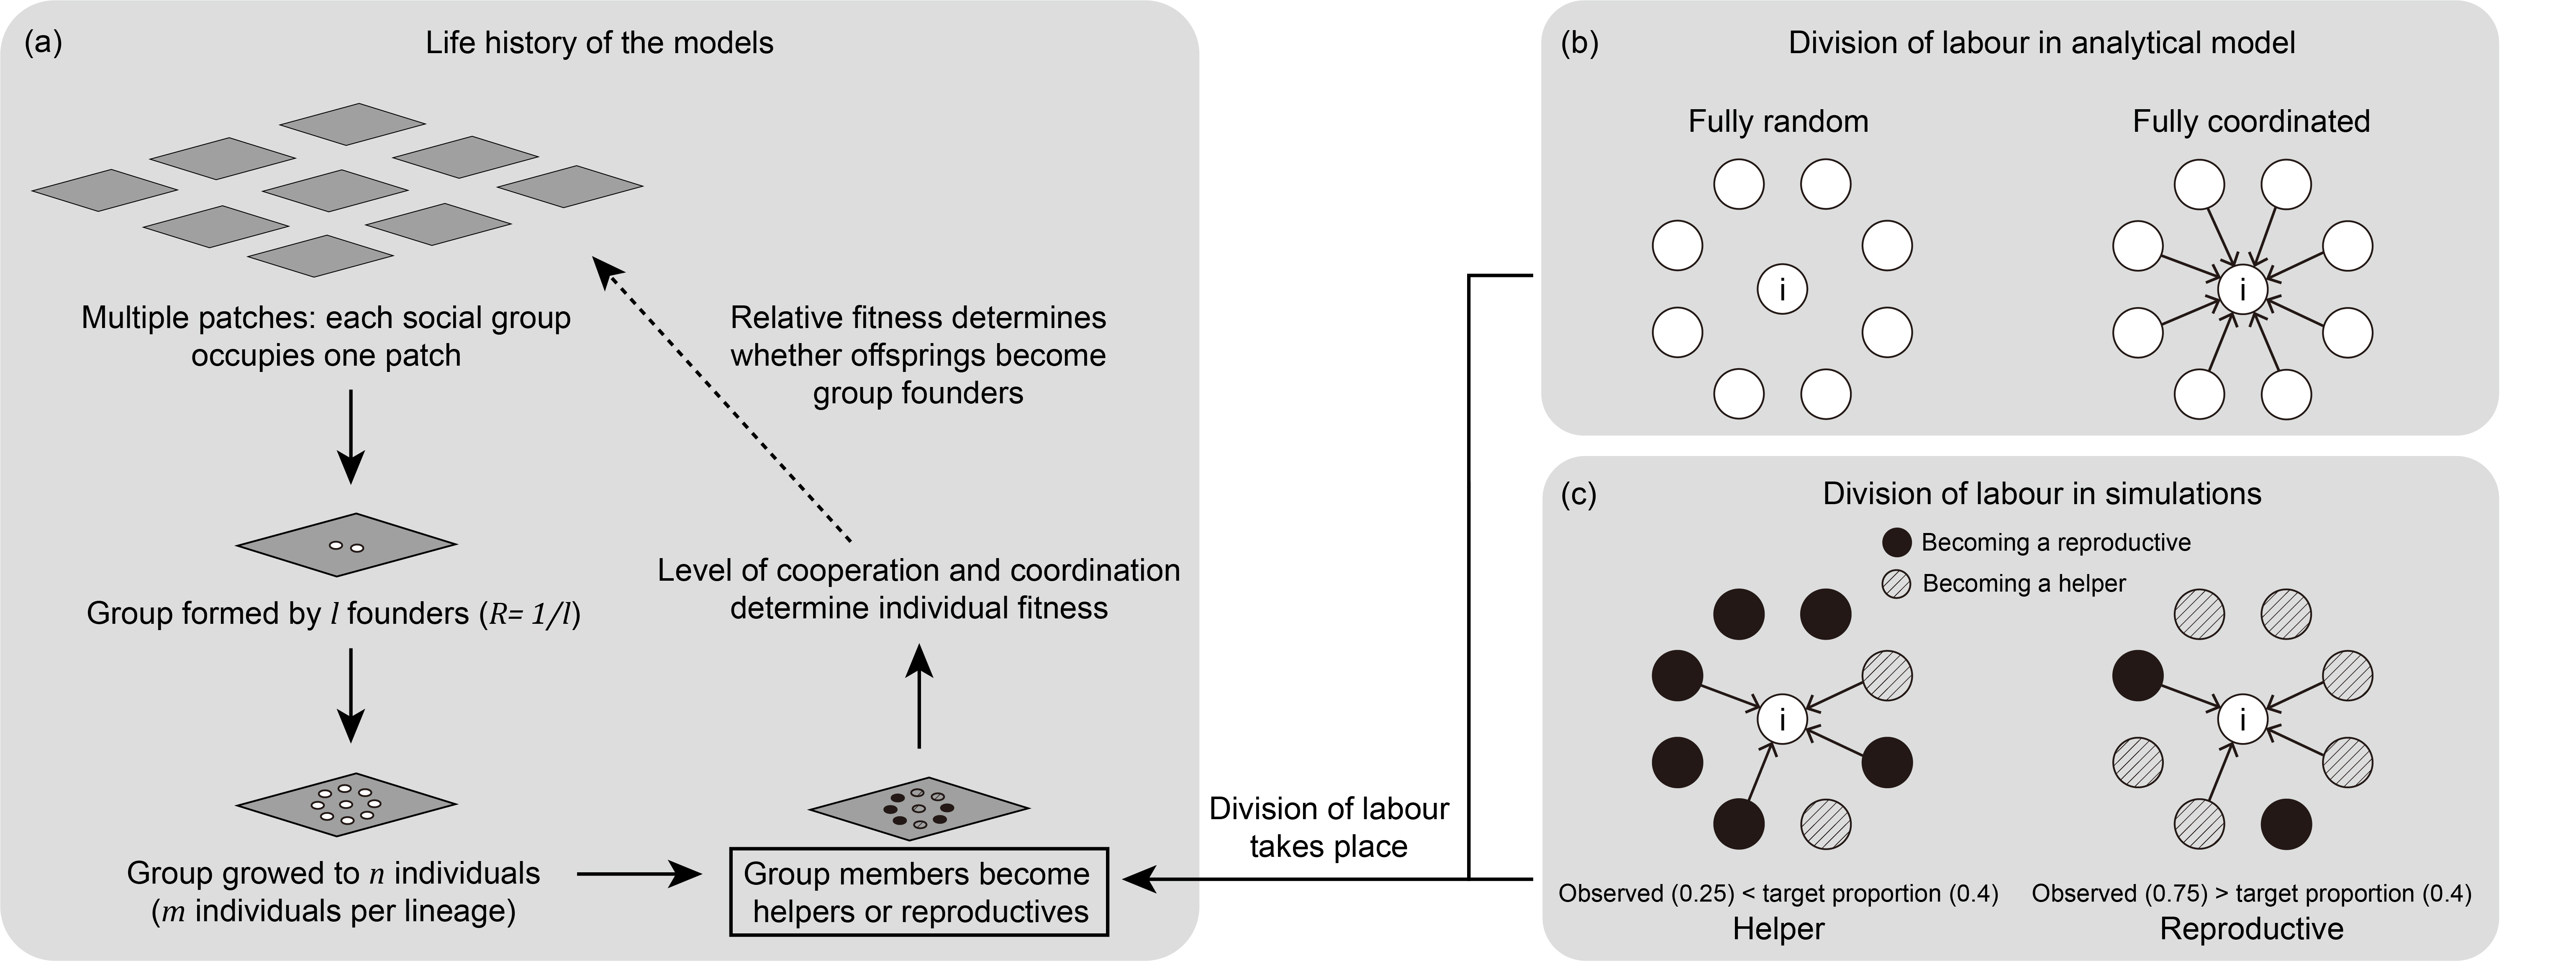 (a)
Life history of the models
Multiple patches: each social group
occupies one patch
Group formed by l founders (R= 1/l)
Group growed to n individuals
(m individuals per lineage)
Group members become
helpers or reproductives
Level of cooperation and coordination
determine individual fitness
Relative fitness determines
whether offsprings become
group founders
Division of labour
takes place
(b)
Division of labour in analytical model
Fully random
i
Fully coordinated
i
(c)
Division of labour in simulations
Becoming a reproductive
Becoming a helper
i
Observed (0.25) < target proportion (0.4)
Helper
i
Observed (0.75) > target proportion (0.4)
Reproductive